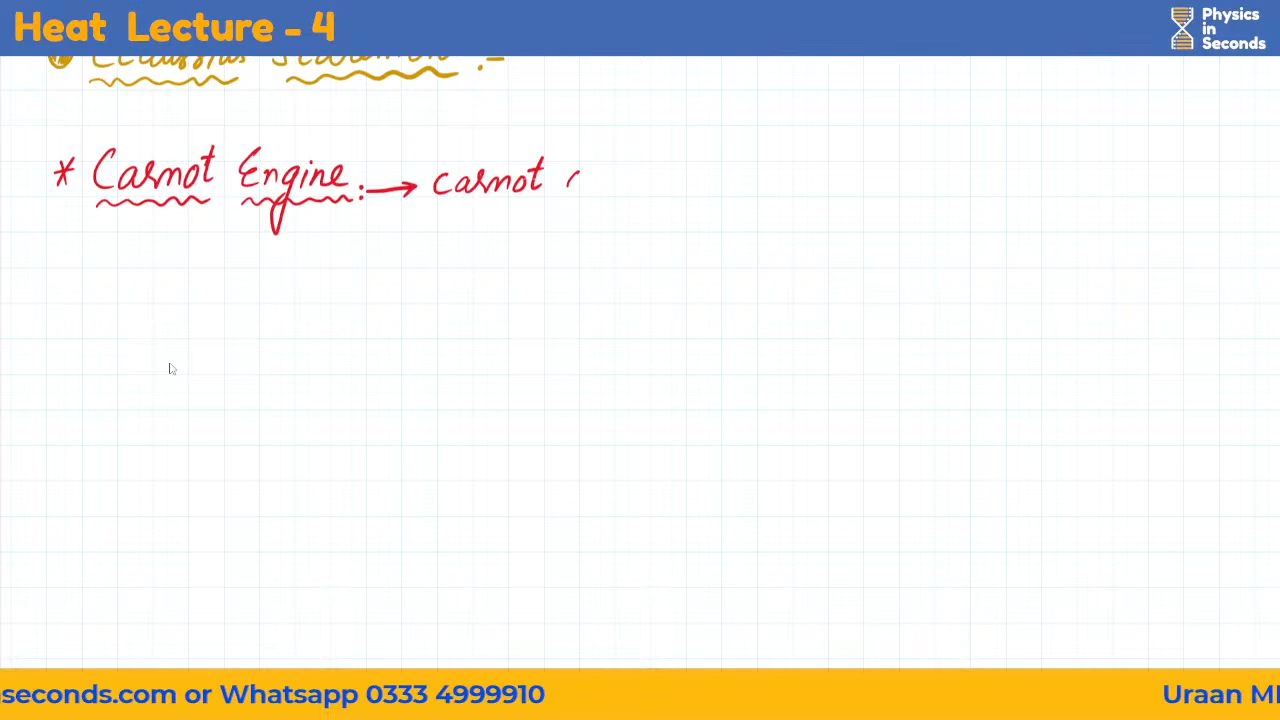 Heat Lecture - 4
Physics
in
Seconds
* Carnot Engine :→ Carnot
seconds.com or Whatsapp 0333 4999910
Uraan